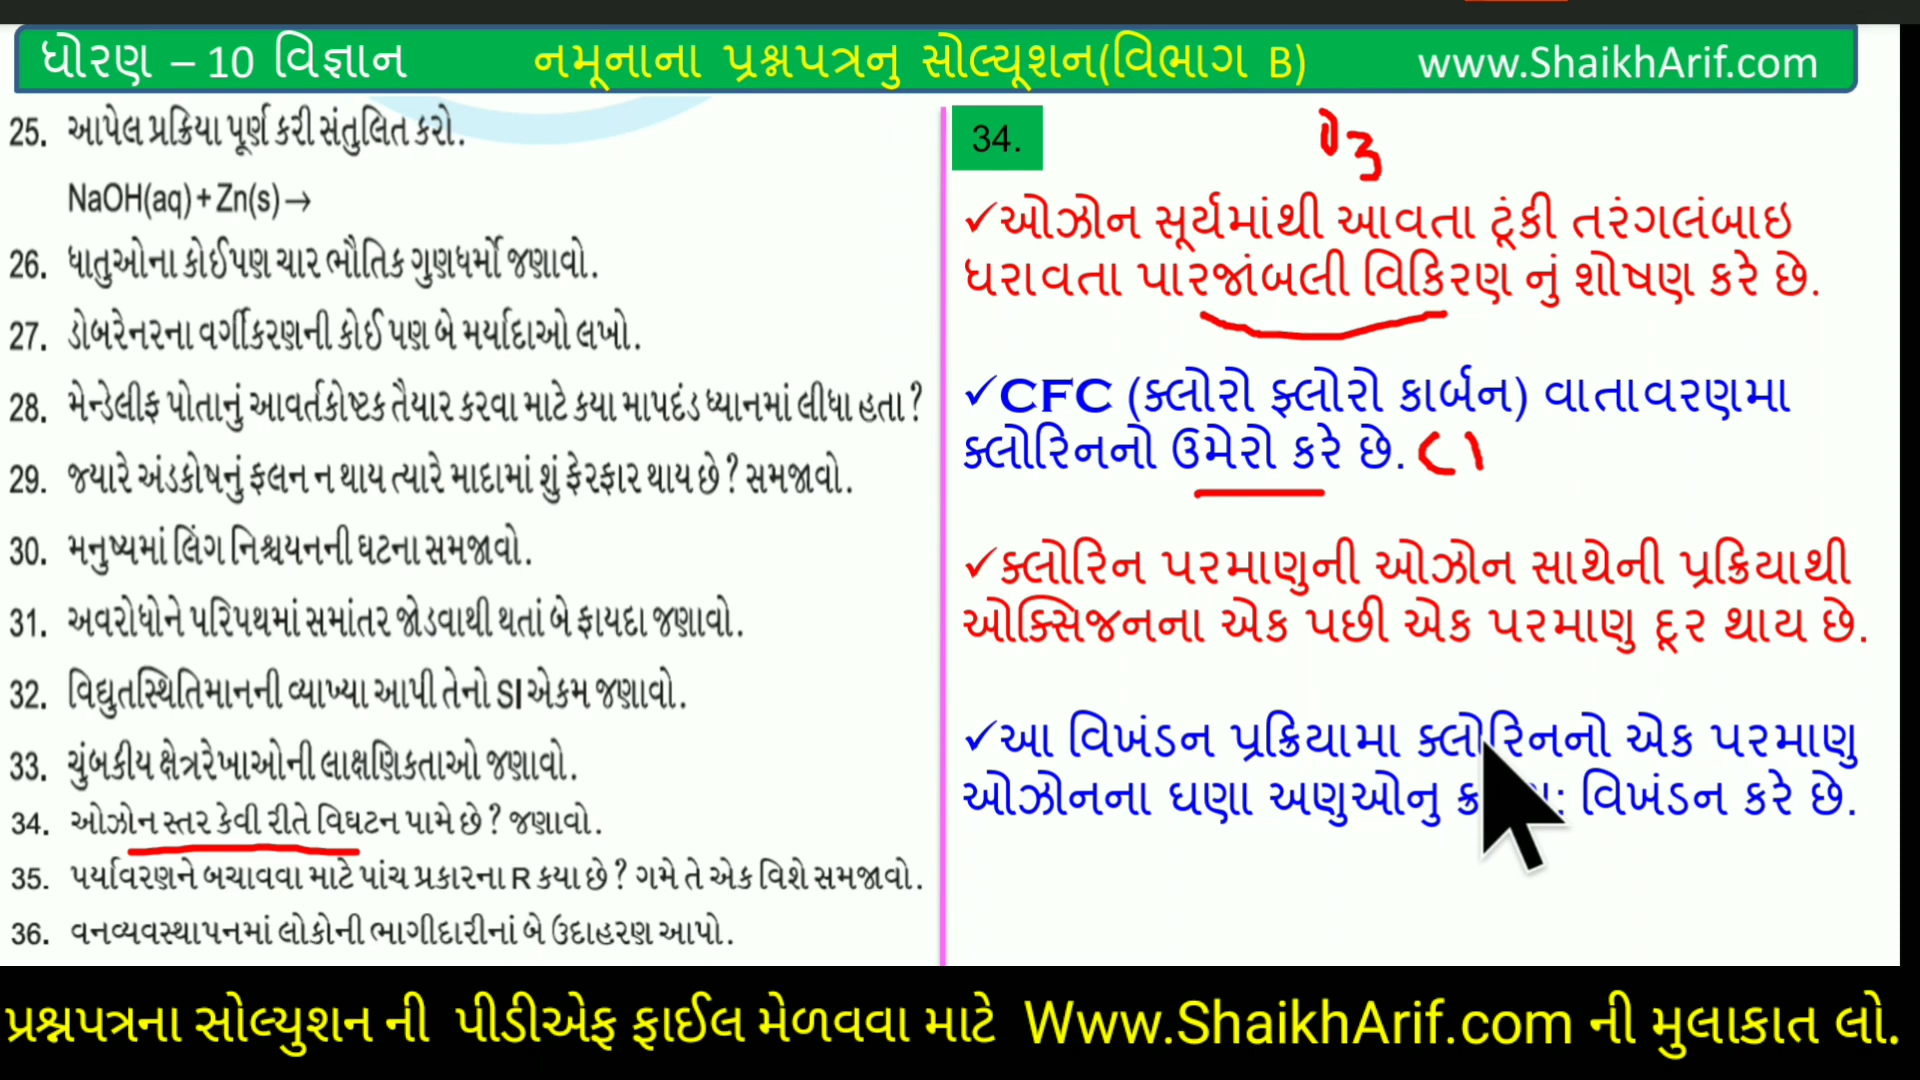 ધોરણ – 10 વિજ્ઞાન નમૂનાના પ્રશ્નપત્રનુ સોલ્યૂશન(વિભાગ B) www.ShaikhArif.com
25. આપેલ પ્રક્રિયા પૂર્ણ કરી સંતુલિત કરો.
NaOH(aq) + Zn(s) →
26. ધાતુઓના કોઈપણ ચાર ભૌતિક ગુણધર્મો જણાવો.
27. ડોબરેનરના વર્ગીકરણની કોઈ પણ બે મર્યાદાઓ લખો.
28. મેન્ડેલીફ પોતાનું આવર્તકોષ્ટક તૈયાર કરવા માટે કયા માપદંડ ધ્યાનમાં લીધા હતા ?
29. જ્યારે અંડકોષનું ફલન ન થાય ત્યારે માદામાં શું ફેરફાર થાય છે ? સમજાવો.
30. મનુષ્યમાં લિંગ નિશ્ચયનની ઘટના સમજાવો.
31. અવરોધોને પરિપથમાં સમાંતર જોડવાથી થતાં બે ફાયદા જણાવો.
32. વિદ્યુતસ્થિતિમાનની વ્યાખ્યા આપી તેનો SI એકમ જણાવો.
33. ચુંબકીય ક્ષેત્રરેખાઓની લાક્ષણિકતાઓ જણાવો.
34. ઓઝોન સ્તર કેવી રીતે વિઘટન પામે છે ? જણાવો.
35. પર્યાવરણને બચાવવા માટે પાંચ પ્રકારના R કયા છે ? ગમે તે એક વિશે સમજાવો.
36. વનવ્યવસ્થાપનમાં લોકોની ભાગીદારીનાં બે ઉદાહરણ આપો.
34.
O3
✓ઓઝોન સૂર્યમાંથી આવતા ટૂંકી તરંગલંબાઇ
ધરાવતા પારજાંબલી વિકિરણ નું શોષણ કરે છે.
✓CFC (ક્લોરો ફ્લોરો કાર્બન) વાતાવરણમા
ક્લોરિનનો ઉમેરો કરે છે. Cl
✓ક્લોરિન પરમાણુની ઓઝોન સાથેની પ્રક્રિયાથી
ઓક્સિજનના એક પછી એક પરમાણુ દૂર થાય છે.
✓આ વિખંડન પ્રક્રિયામા ક્લોરિનનો એક પરમાણુ
ઓઝોનના ઘણા અણુઓનુ વિખંડન કરે છે.
પ્રશ્નપત્રના સોલ્યુશન ની પીડીએફ ફાઈલ મેળવવા માટે Www.ShaikhArif.com ની મુલાકાત લો.